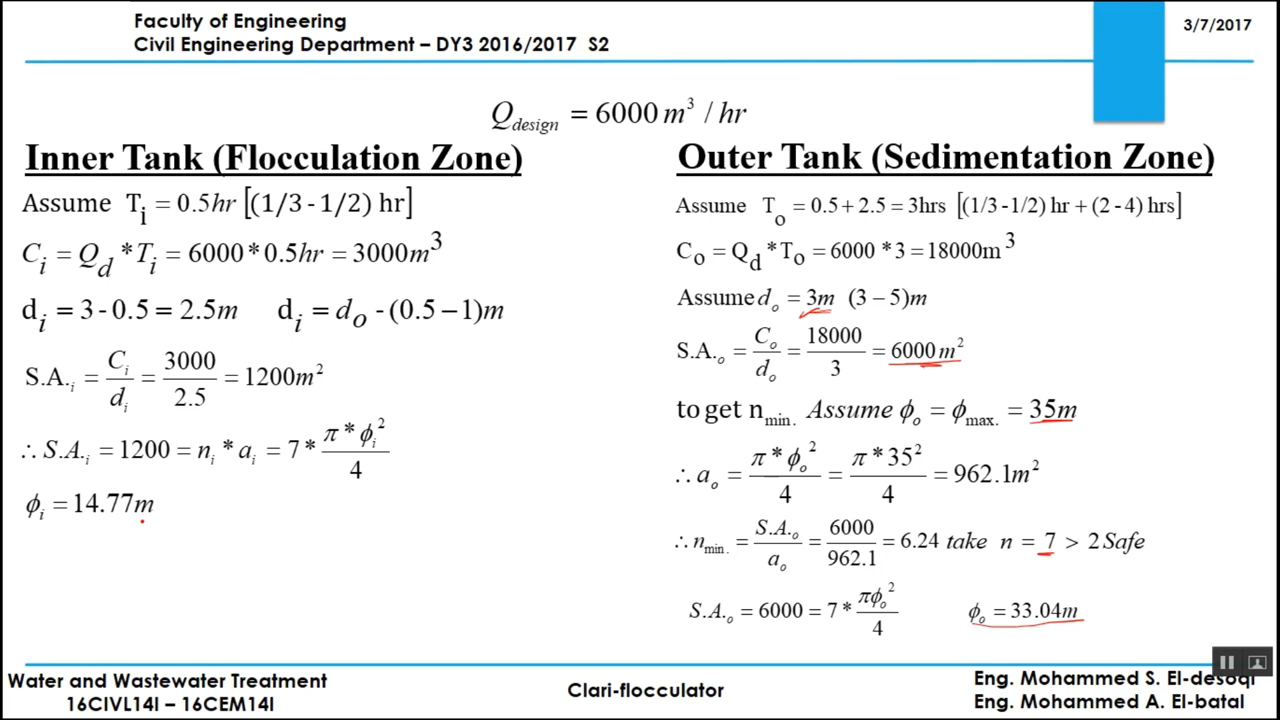 Faculty of Engineering
Civil Engineering Department – DY3 2016/2017 S2
3/7/2017
Q_design = 6000 m³ / hr
Inner Tank (Flocculation Zone)
Assume T_i = 0.5hr [(1/3 - 1/2) hr]
C_i = Q_d * T_i = 6000 * 0.5hr = 3000m³
d_i = 3 - 0.5 = 2.5m d_i = d_o - (0.5 – 1)m
S.A._i = C_i / d_i = 3000 / 2.5 = 1200m²
∴ S.A._i = 1200 = n_i * a_i = 7 * π * ϕ_i² / 4
ϕ_i = 14.77m
Outer Tank (Sedimentation Zone)
Assume T_o = 0.5 + 2.5 = 3hrs [(1/3 -1/2) hr + (2 - 4) hrs]
C_o = Q_d * T_o = 6000 * 3 = 18000m³
Assume d_o = 3m (3 – 5)m
S.A._o = C_o / d_o = 18000 / 3 = 6000m²
to get n_min. Assume ϕ_o = ϕ_max. = 35m
∴ a_o = π * ϕ_o² / 4 = π * 35² / 4 = 962.1m²
∴ n_min. = S.A._o / a_o = 6000 / 962.1 = 6.24 take n = 7 > 2 Safe
S.A._o = 6000 = 7 * πϕ_o² / 4 ϕ_o = 33.04m
Water and Wastewater Treatment
16CIVL14I – 16CEM14I
Clari-flocculator
Eng. Mohammed S. El-desoqi
Eng. Mohammed A. El-batal